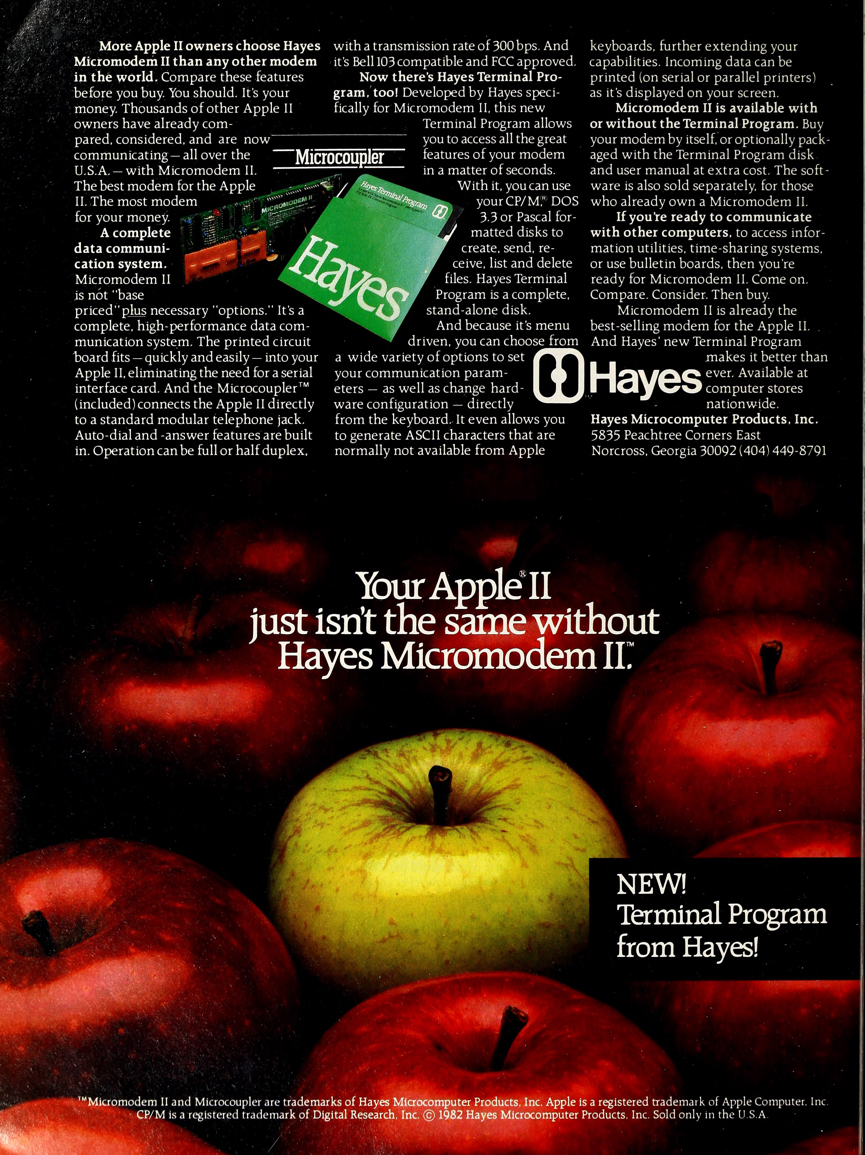 More Apple II owners choose Hayes
Micromodem II than any other modem
in the world. Compare these features
before you buy. You should. It's your
money. Thousands of other Apple II
owners have already com-
pared, considered, and are now
communicating — all over the
U.S.A. — with Micromodem II.
The best modem for the Apple
II. The most modem
for your money.
A complete
data communi-
cation system.
Micromodem II
is not "base
priced" plus necessary "options." It's a
complete, high-performance data com-
munication system. The printed circuit
board fits — quickly and easily — into your
Apple II, eliminating the need for a serial
interface card. And the Microcoupler™
(included) connects the Apple II directly
to a standard modular telephone jack.
Auto-dial and -answer features are built
in. Operation can be full or half duplex,
with a transmission rate of 300 bps. And
it's Bell 103 compatible and FCC approved.
Now there's Hayes Terminal Pro-
gram, too! Developed by Hayes speci-
fically for Micromodem II, this new
Terminal Program allows
you to access all the great
features of your modem
in a matter of seconds.
With it, you can use
your CP/M,® DOS
3.3 or Pascal for-
matted disks to
create, send, re-
ceive, list and delete
files. Hayes Terminal
Program is a complete,
stand-alone disk.
And because it's menu
driven, you can choose from
a wide variety of options to set
your communication param-
eters — as well as change hard-
ware configuration — directly
from the keyboard. It even allows you
to generate ASCII characters that are
normally not available from Apple
keyboards, further extending your
capabilities. Incoming data can be
printed (on serial or parallel printers)
as it's displayed on your screen.
Micromodem II is available with
or without the Terminal Program. Buy
your modem by itself, or optionally pack-
aged with the Terminal Program disk
and user manual at extra cost. The soft-
ware is also sold separately, for those
who already own a Micromodem II.
If you're ready to communicate
with other computers, to access infor-
mation utilities, time-sharing systems,
or use bulletin boards, then you're
ready for Micromodem II. Come on.
Compare. Consider. Then buy.
Micromodem II is already the
best-selling modem for the Apple II.
And Hayes' new Terminal Program
makes it better than
ever. Available at
computer stores
nationwide.
Hayes Microcomputer Products, Inc.
5835 Peachtree Corners East
Norcross, Georgia 30092 (404) 449-8791
Microcoupler
MICROMODEM II
Hayes Terminal Program
Hayes
Hayes
Your Apple® II
just isn't the same without
Hayes Micromodem II.™
NEW!
Terminal Program
from Hayes!
™Micromodem II and Microcoupler are trademarks of Hayes Microcomputer Products, Inc. Apple is a registered trademark of Apple Computer, Inc.
CP/M is a registered trademark of Digital Research, Inc. © 1982 Hayes Microcomputer Products, Inc. Sold only in the U.S.A.